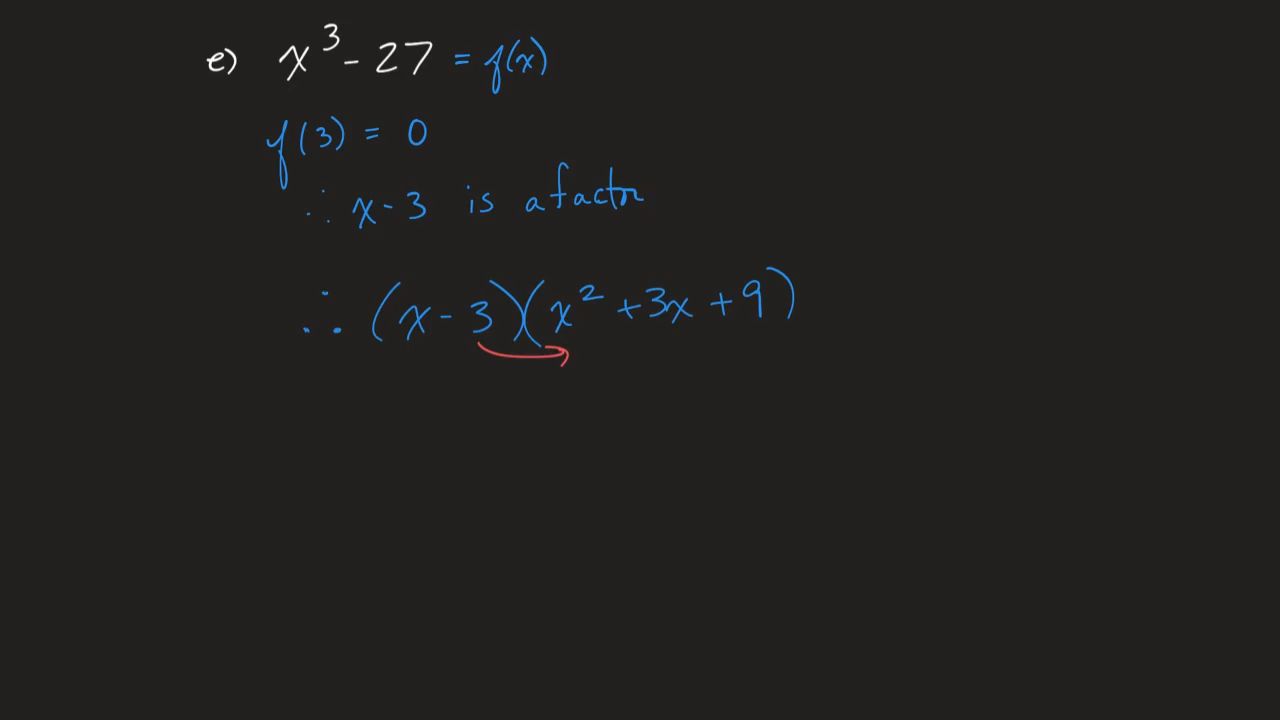 e) x³ - 27 = f(x)
f(3) = 0
∴ x - 3 is a factor
∴ (x - 3)(x² + 3x + 9)